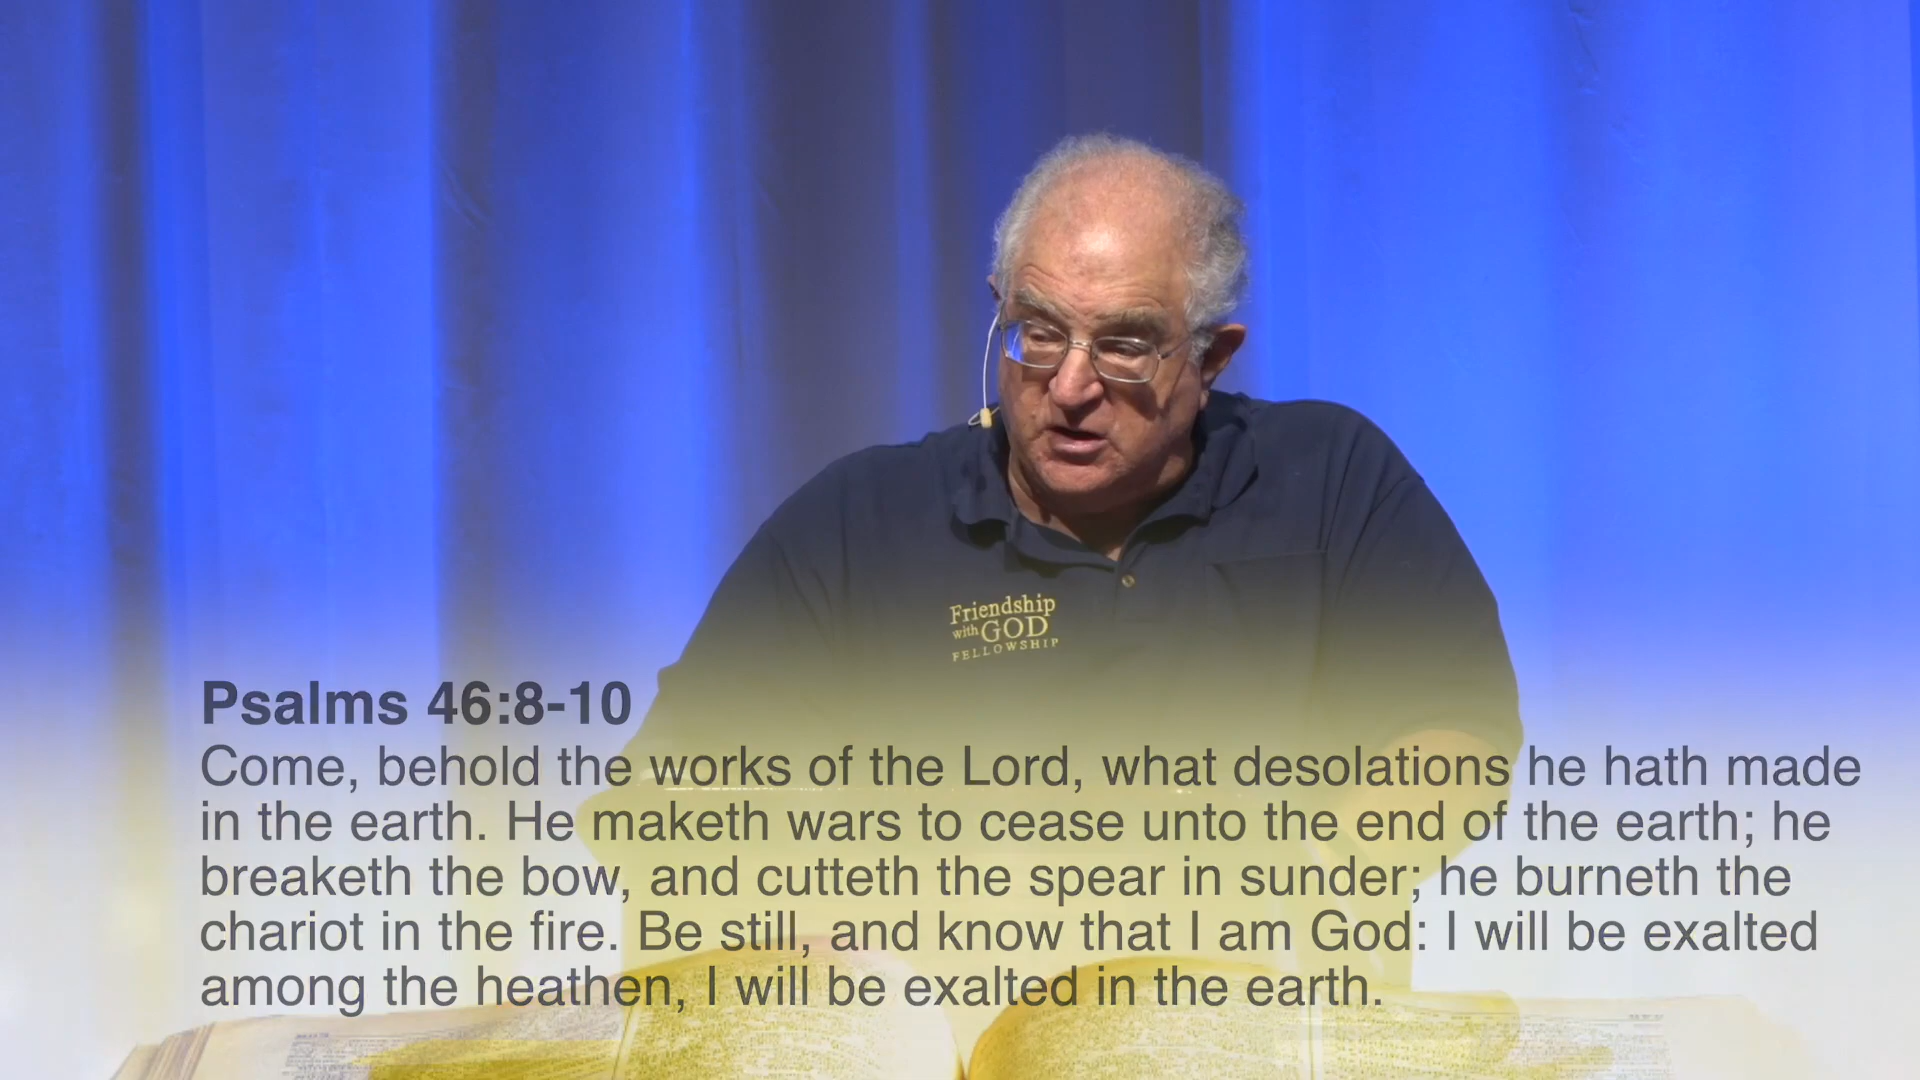 Friendship
with GOD
FELLOWSHIP
Psalms 46:8-10
Come, behold the works of the Lord, what desolations he hath made
in the earth. He maketh wars to cease unto the end of the earth; he
breaketh the bow, and cutteth the spear in sunder; he burneth the
chariot in the fire. Be still, and know that I am God: I will be exalted
among the heathen, I will be exalted in the earth.